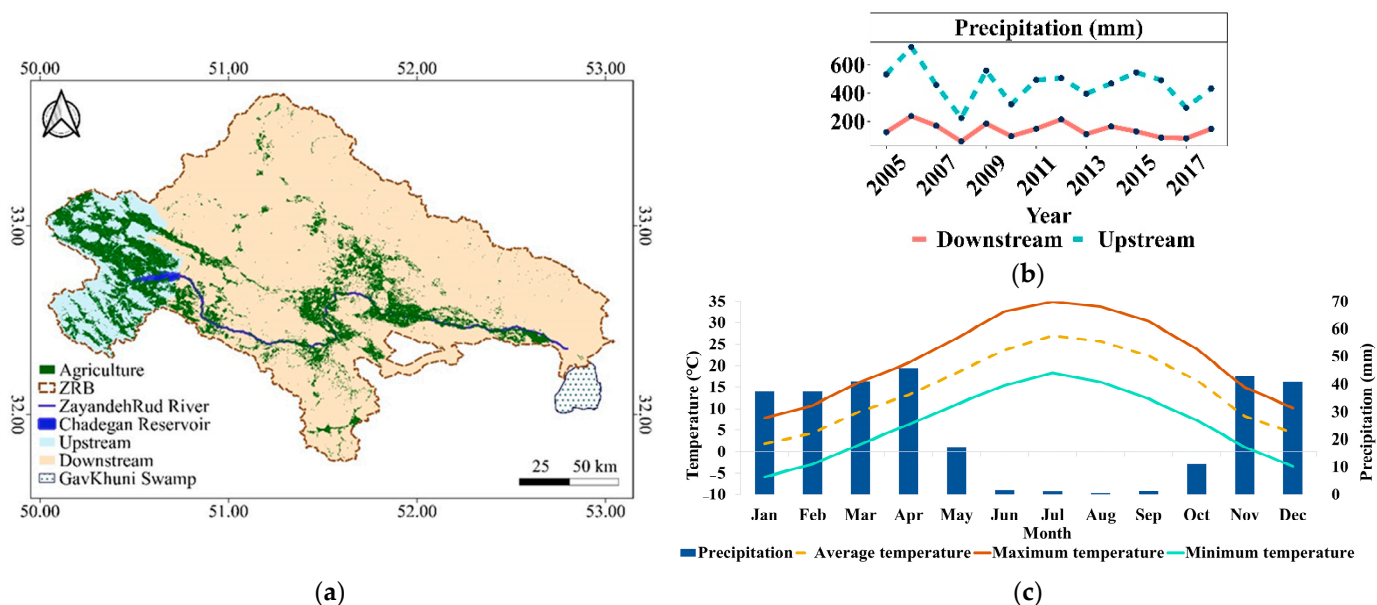 50.00 51.00 52.00 53.00
33.00 33.00
32.00 32.00
Agriculture
ZRB
ZayandehRud River
Chadegan Reservoir
Upstream
Downstream
GavKhuni Swamp
25 50 km
50.00 51.00 52.00 53.00
(a)
Precipitation (mm)
600
400
200
2005 2007 2009 2011 2013 2015 2017
Year
Downstream Upstream
(b)
Temperature (°C)
35
30
25
20
15
10
5
0
-5
-10
Precipitation (mm)
70
60
50
40
30
20
10
0
Jan Feb Mar Apr May Jun Jul Aug Sep Oct Nov Dec
Month
Precipitation Average temperature Maximum temperature Minimum temperature
(c)